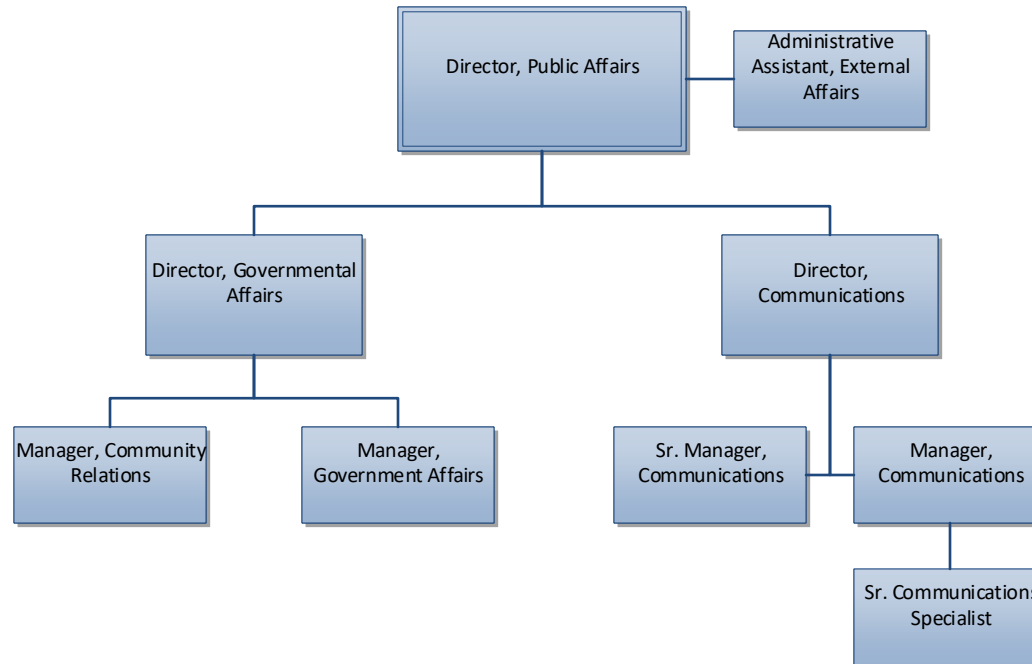 Director, Public Affairs
Administrative
Assistant, External
Affairs
Director, Governmental
Affairs
Director,
Communications
Manager, Community
Relations
Manager,
Government Affairs
Sr. Manager,
Communications
Manager,
Communications
Sr. Communications
Specialist